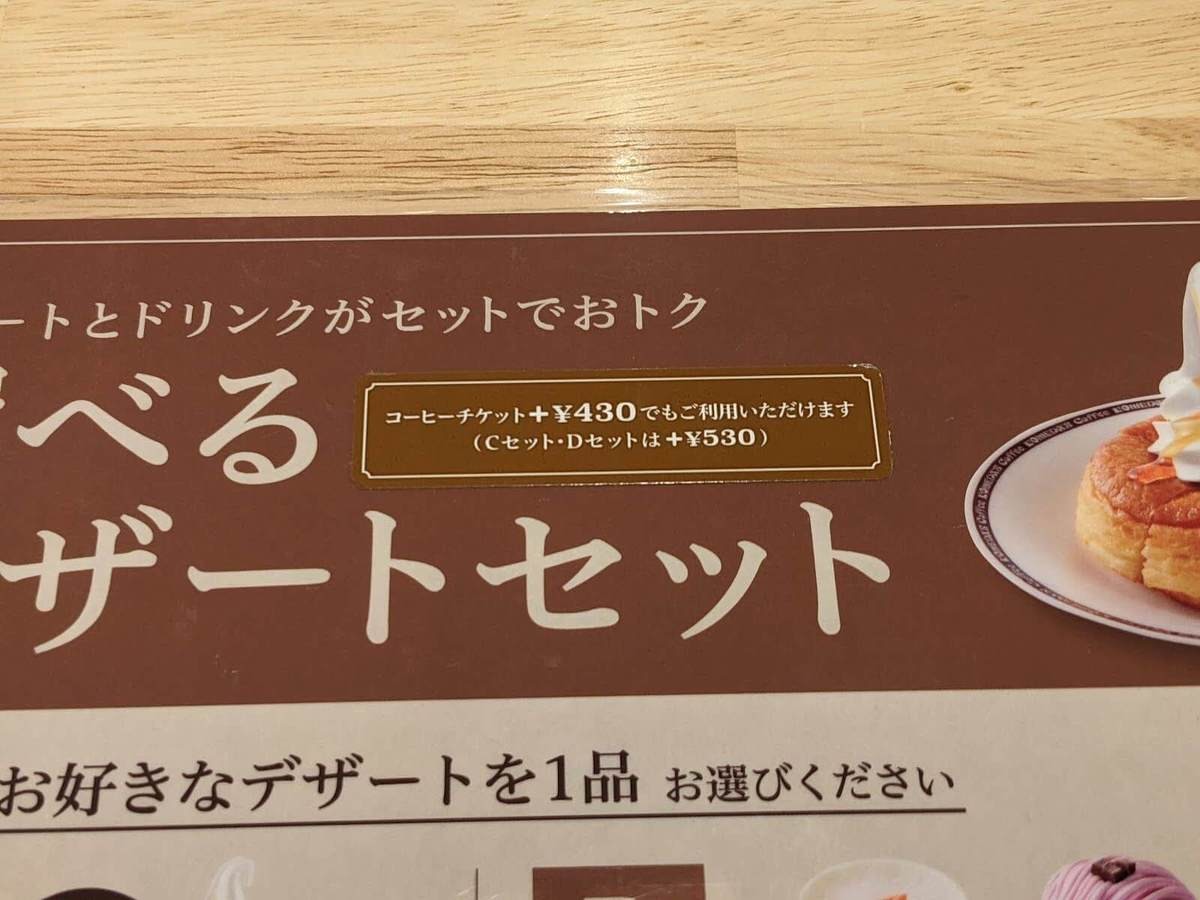 ートとドリンクがセットでおトク
べる
コーヒーチケット+¥430でもご利用いただけます
(Cセット・Dセットは+¥530)
ザートセット
お好きなデザートを1品 お選びください
Coffee KOMEDA'S Coffee